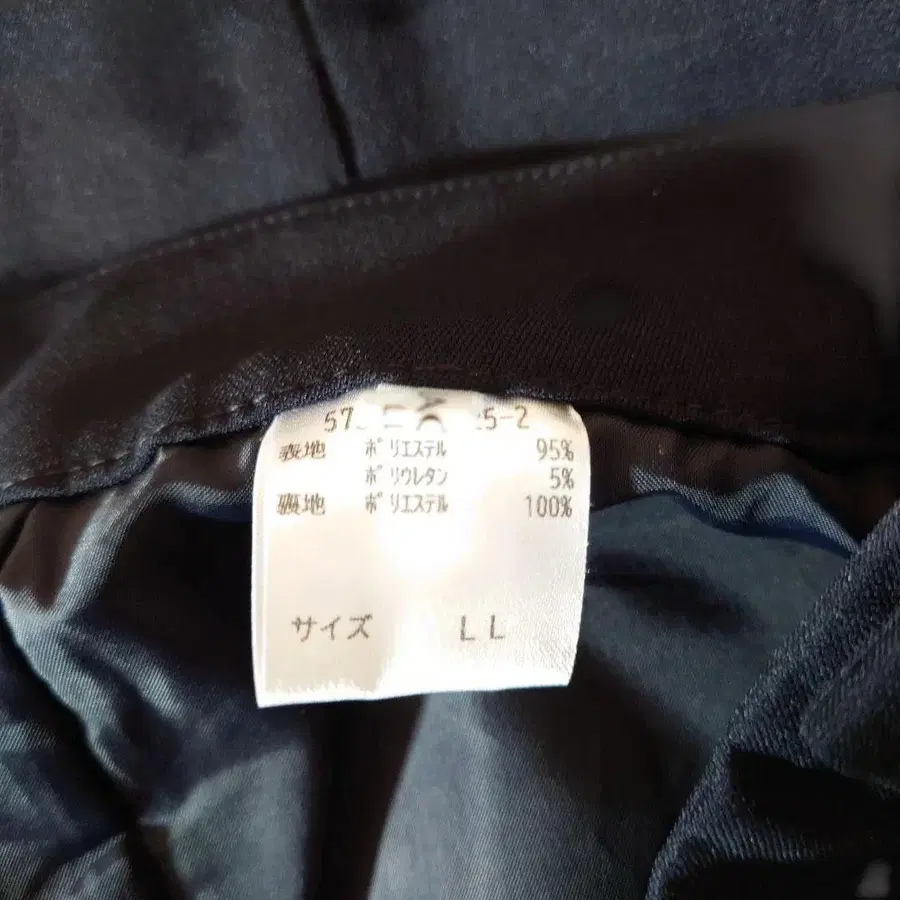 表地 ポリエステル 95%
ポリウレタン 5%
裏地 ポリエステル 100%
サイズ LL